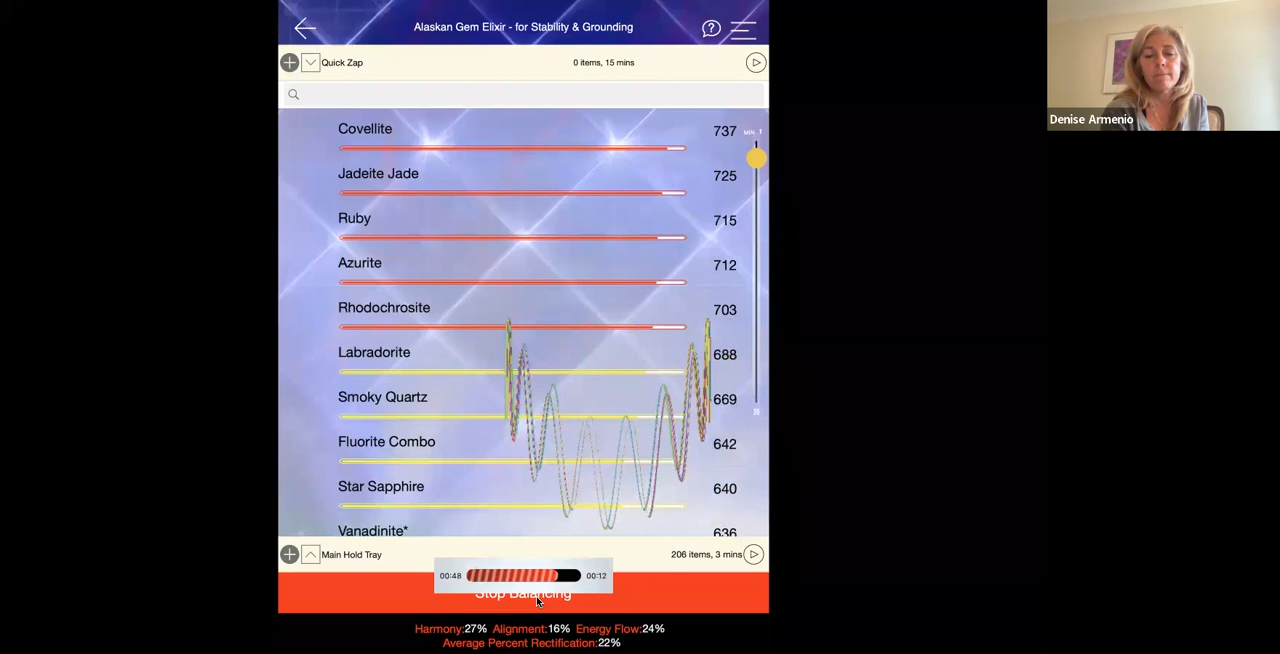 Alaskan Gem Elixir - for Stability & Grounding
Quick Zap 0 items, 15 mins
Covellite 737
MIN 1
Jadeite Jade 725
Ruby 715
Azurite 712
Rhodochrosite 703
Labradorite 688
Smoky Quartz 669
20
Fluorite Combo 642
Star Sapphire 640
Vanadinite* 636
Main Hold Tray 206 items, 3 mins
00:48 00:12
Stop Balancing
Harmony:27% Alignment:16% Energy Flow:24%
Average Percent Rectification:22%
Denise Armenio